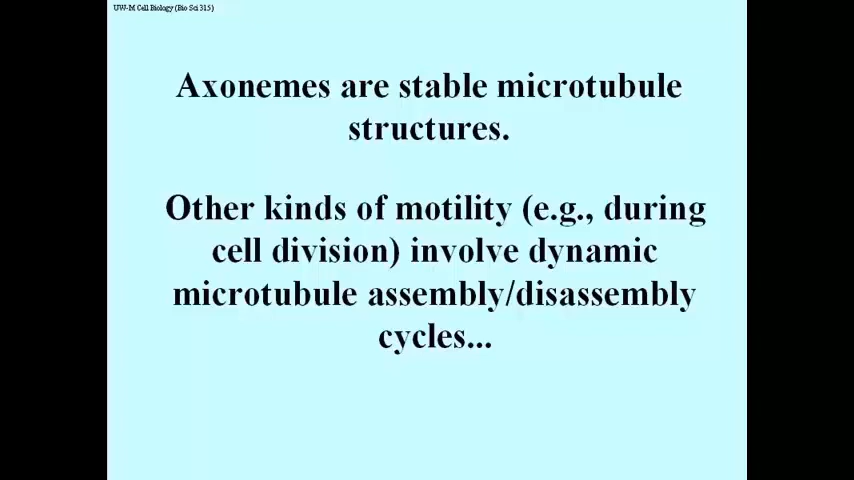 UW-M Cell Biology (Bio Sci 315)
Axonemes are stable microtubule
structures.
Other kinds of motility (e.g., during
cell division) involve dynamic
microtubule assembly/disassembly
cycles...